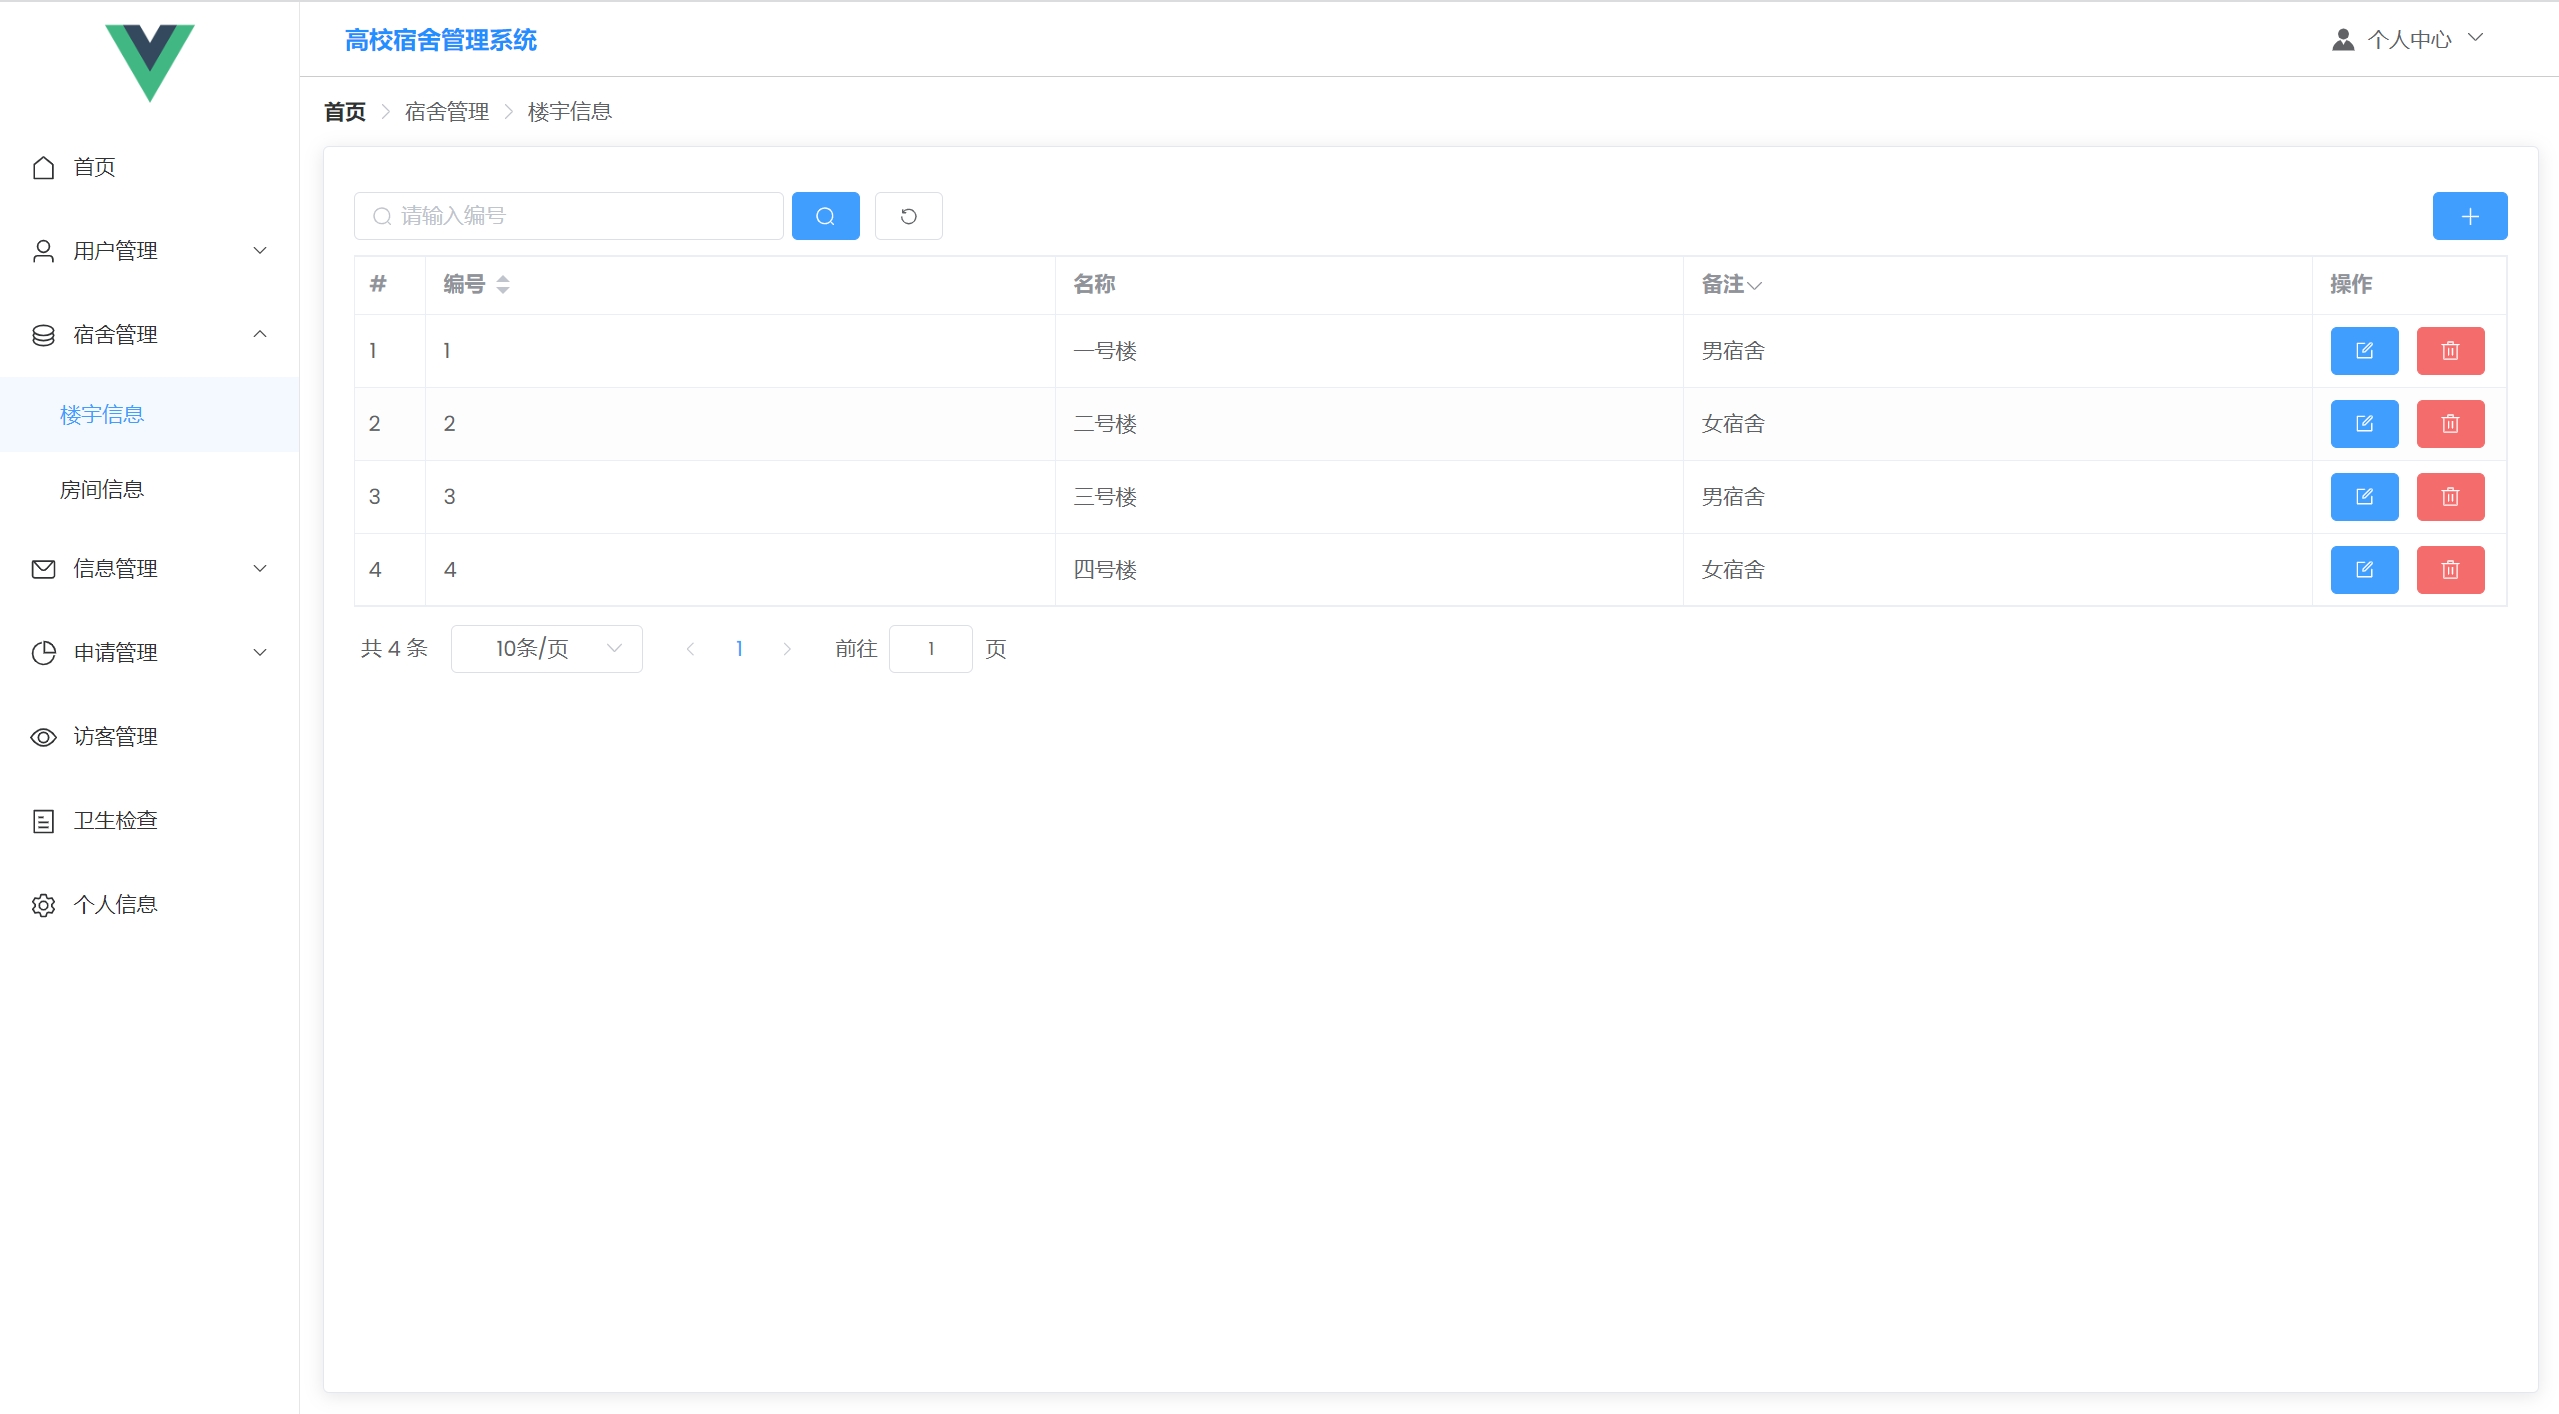 高校宿舍管理系统
个人中心
首页
用户管理
宿舍管理
楼宇信息
房间信息
信息管理
申请管理
访客管理
卫生检查
个人信息
首页 > 宿舍管理 > 楼宇信息
请输入编号
# 编号 名称 备注 操作
1 1 一号楼 男宿舍
2 2 二号楼 女宿舍
3 3 三号楼 男宿舍
4 4 四号楼 女宿舍
共 4 条 10条/页 < 1 > 前往 1 页